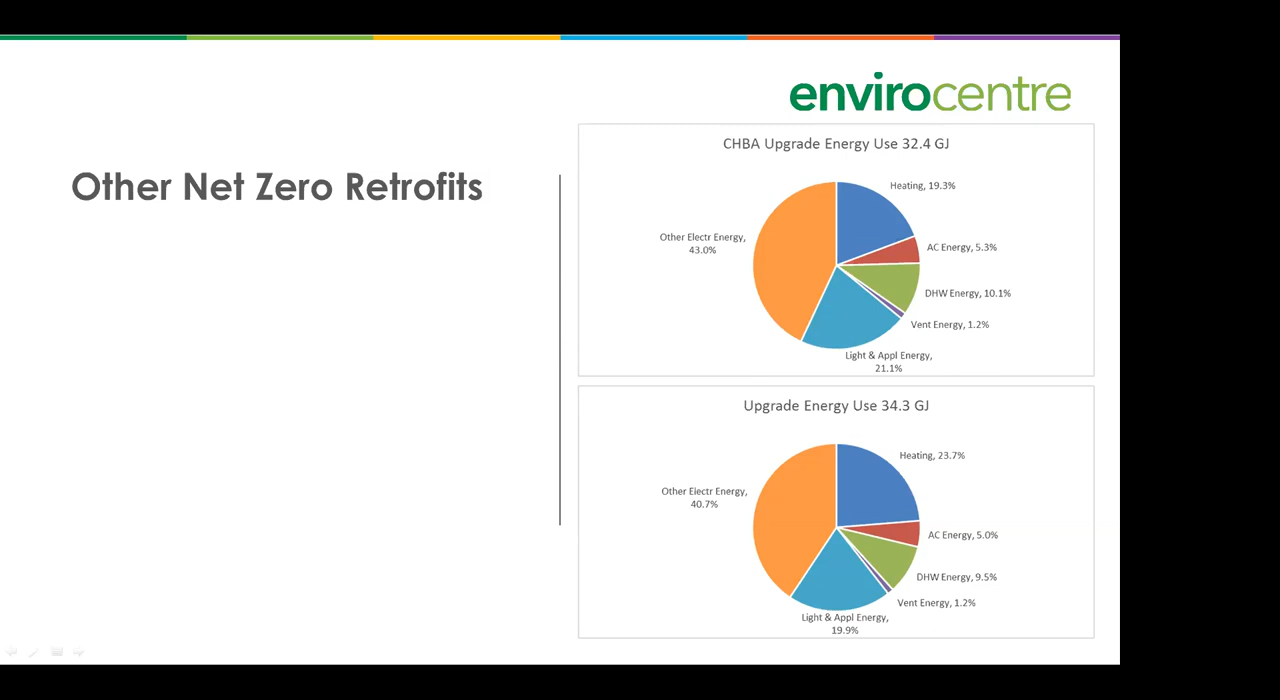 envirocentre
Other Net Zero Retrofits
CHBA Upgrade Energy Use 32.4 GJ
Heating, 19.3%
Other Electr Energy,
43.0%
AC Energy, 5.3%
DHW Energy, 10.1%
Vent Energy, 1.2%
Light & Appl Energy,
21.1%
Upgrade Energy Use 34.3 GJ
Heating, 23.7%
Other Electr Energy,
40.7%
AC Energy, 5.0%
DHW Energy, 9.5%
Vent Energy, 1.2%
Light & Appl Energy,
19.9%